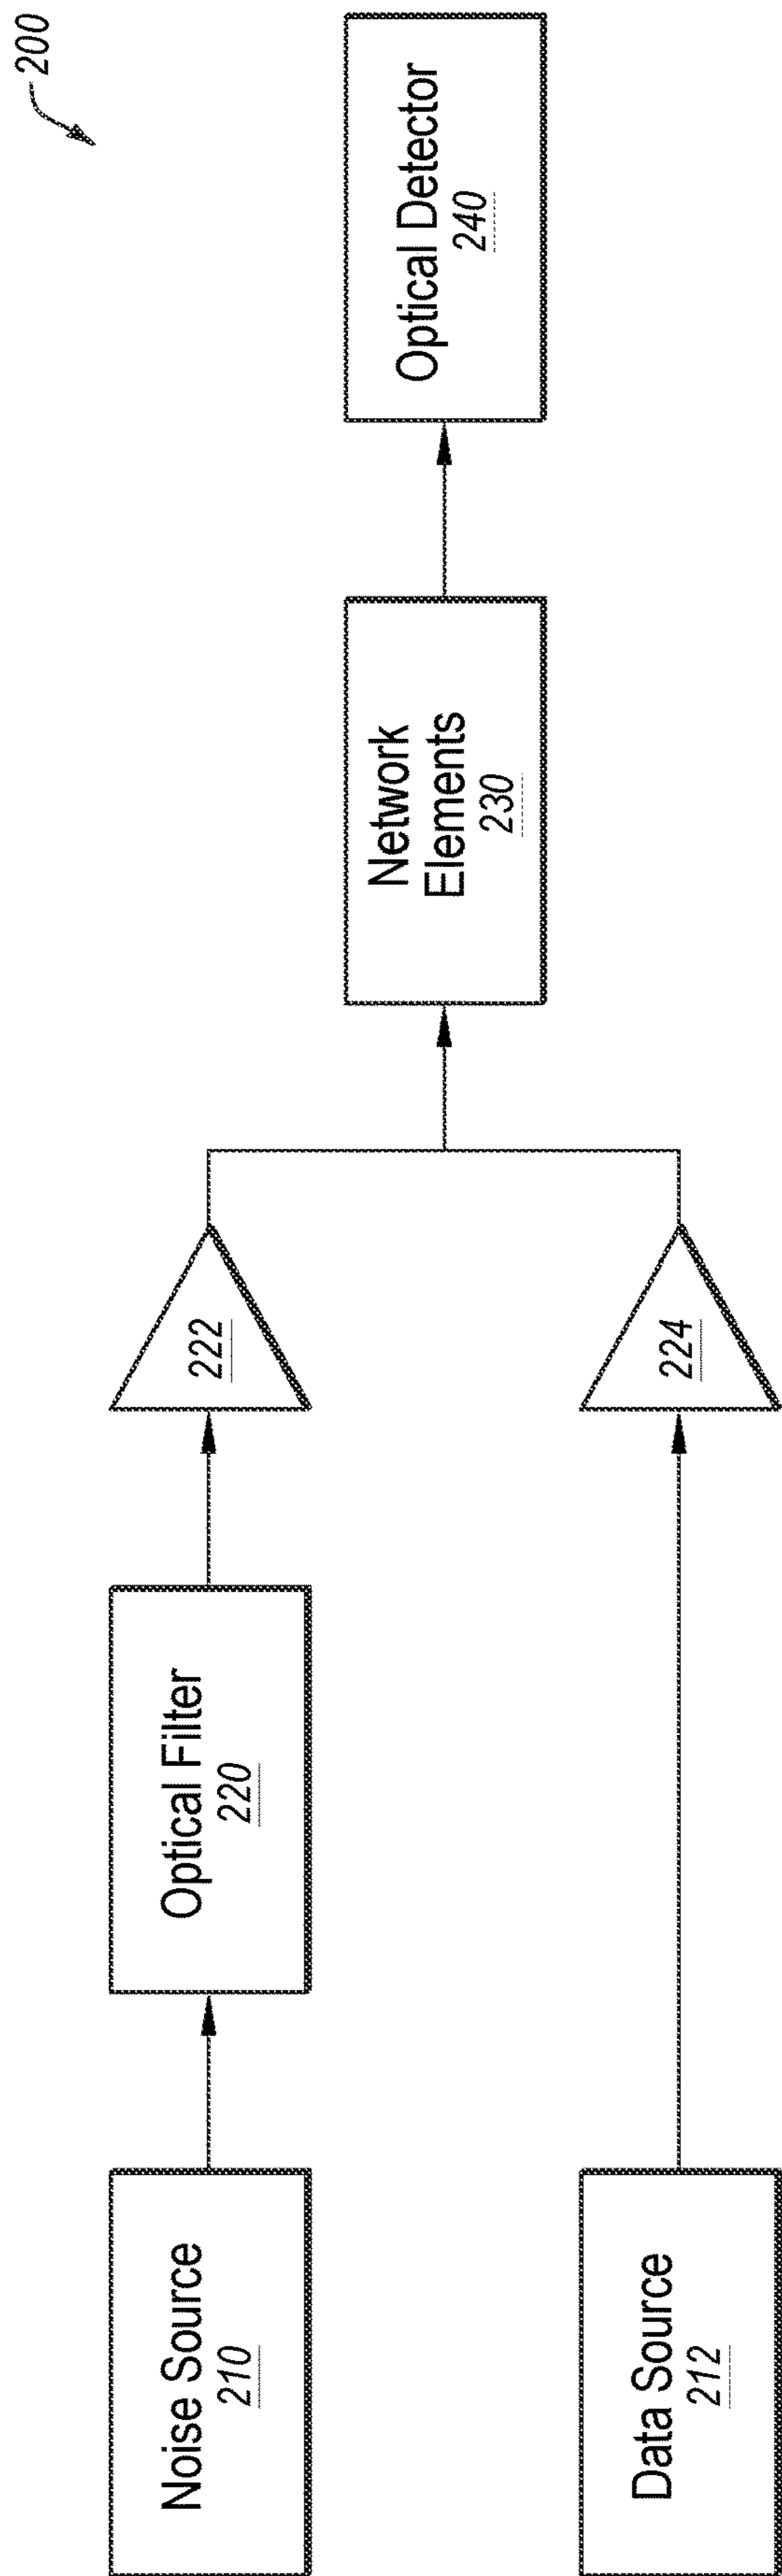 200
Noise Source
210
Optical Filter
220
222
Network
Elements
230
Optical Detector
240
Data Source
212
224